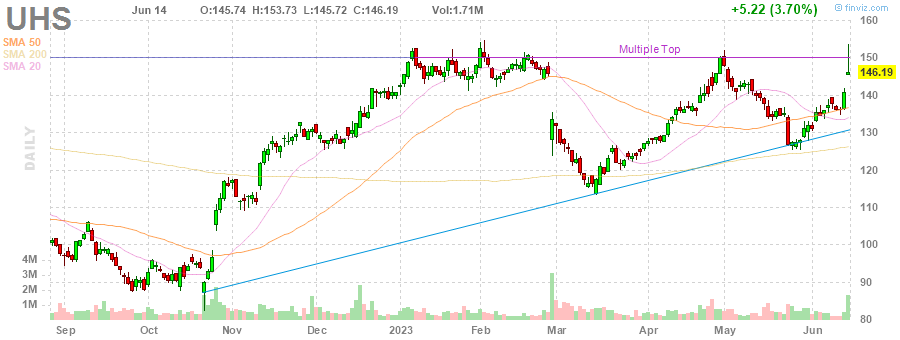 UHS Jun 14 O:145.74 H:153.73 L:145.72 C:146.19 Vol:1.71M +5.22 (3.70%) © finviz.com
SMA 50
SMA 200
SMA 20
Multiple Top
DAILY
160
150
146.19
140
130
120
110
100
90
80
4M
3M
2M
1M
Sep Oct Nov Dec 2023 Feb Mar Apr May Jun